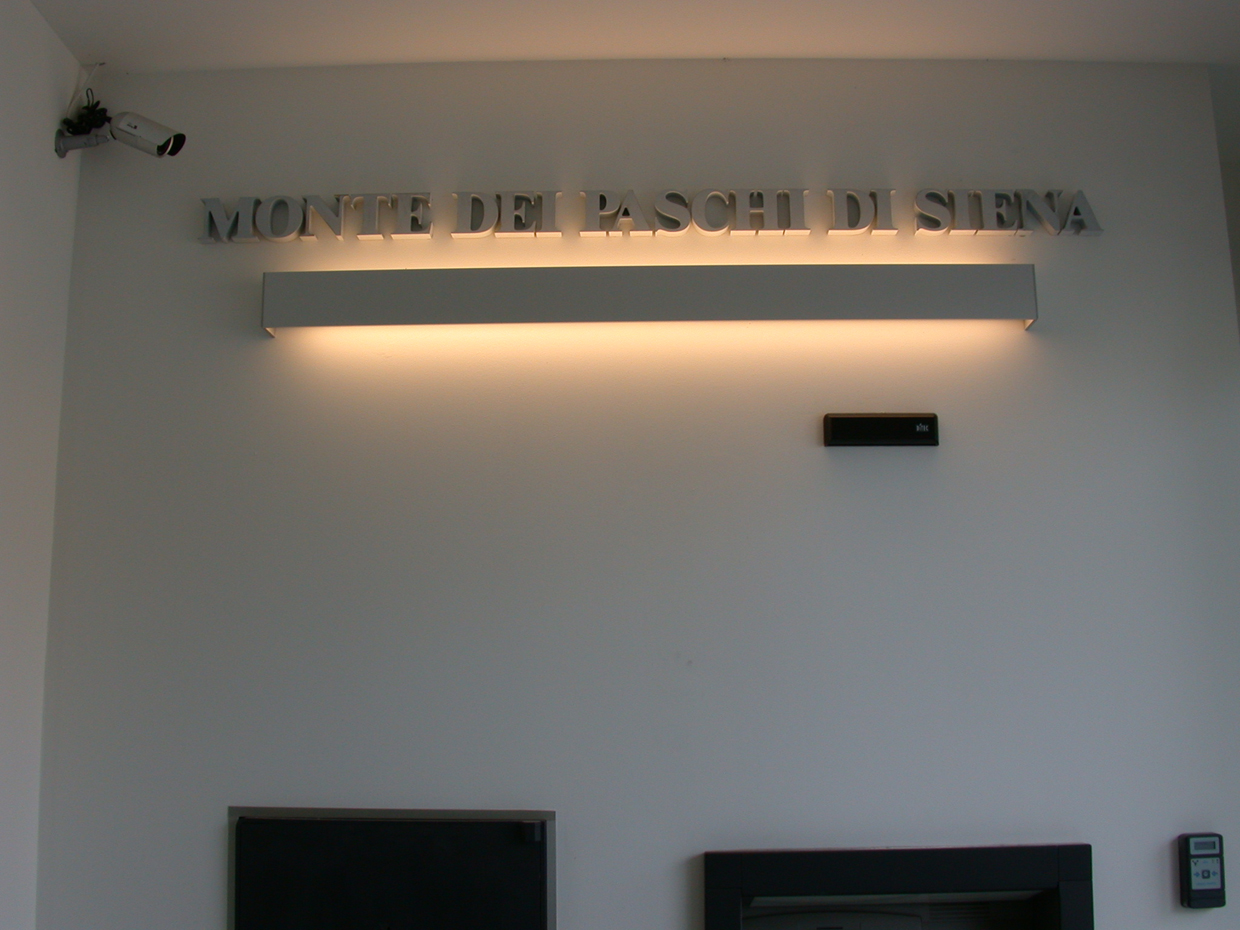 MONTE DEI PASCHI DI SIENA